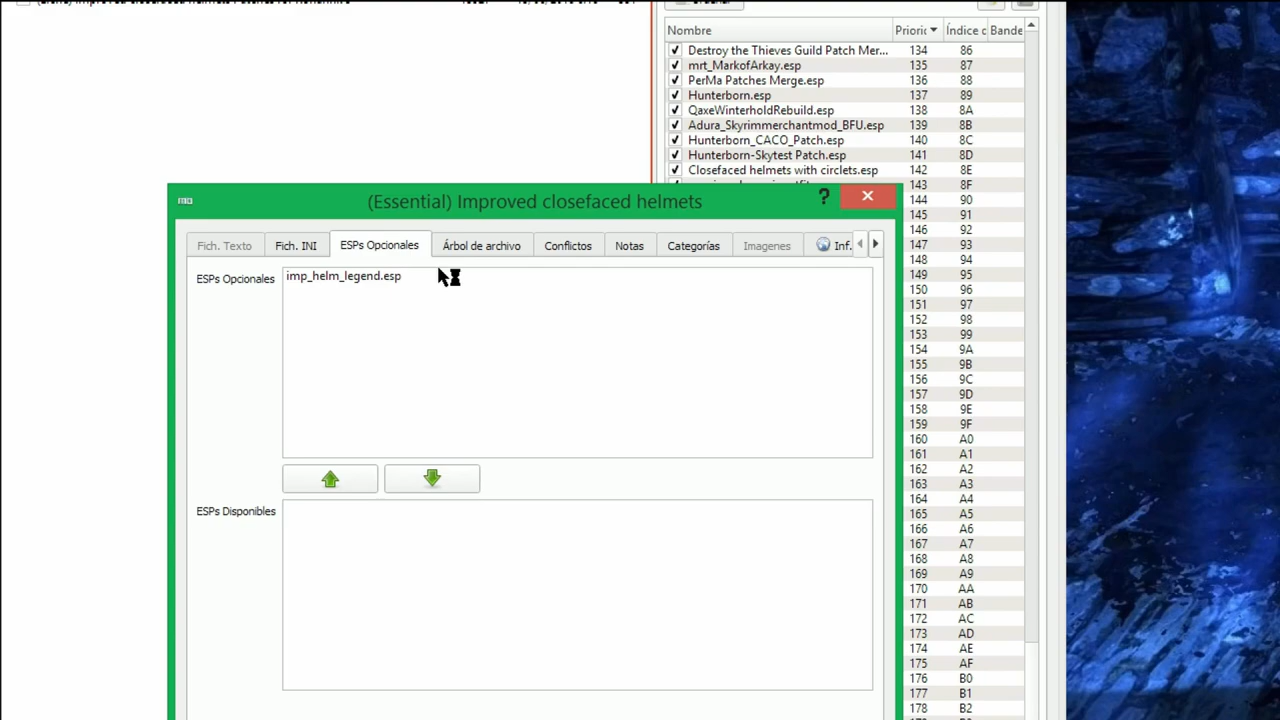 Nombre Priorid Índice d Bande
Destroy the Thieves Guild Patch Mer... 134 86
mrt_MarkofArkay.esp 135 87
PerMa Patches Merge.esp 136 88
Hunterborn.esp 137 89
QaxeWinterholdRebuild.esp 138 8A
Adura_Skyrimmerchantmod_BFU.esp 139 8B
Hunterborn_CACO_Patch.esp 140 8C
Hunterborn-Skytest Patch.esp 141 8D
Closefaced helmets with circlets.esp 142 8E
143 8F
144 90
145 91
146 92
147 93
148 94
149 95
150 96
151 97
152 98
153 99
154 9A
155 9B
156 9C
157 9D
158 9E
159 9F
160 A0
161 A1
162 A2
163 A3
164 A4
165 A5
166 A6
167 A7
168 A8
169 A9
170 AA
171 AB
172 AC
173 AD
174 AE
175 AF
176 B0
177 B1
178 B2
(Essential) Improved closefaced helmets ?
Fich. Texto Fich. INI ESPs Opcionales Árbol de archivo Conflictos Notas Categorías Imagenes Inf.
ESPs Opcionales imp_helm_legend.esp
ESPs Disponibles